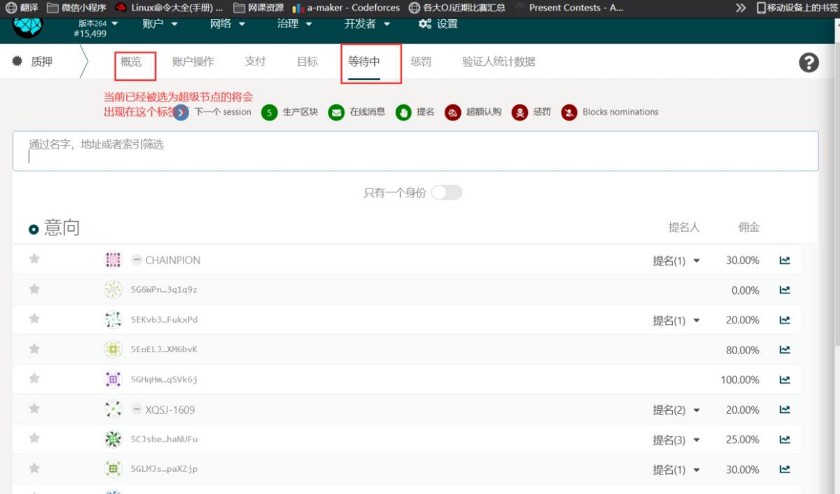 翻译 微信小程序 Linux命令大全(手册) ... 网课资源 a-maker - Codeforces 各大OJ近期比赛汇总 Present Contests - A... 移动设备上的书签
版本264 账户 网络 治理 开发者 设置
#15,499
质押 概览 账户操作 支付 目标 等待中 惩罚 验证人统计数据
当前已经被选为超级节点的将会
出现在这个标签
下一个 session 5 生产区块 在线消息 提名 超额认购 惩罚 Blocks nominations
通过名字，地址或者索引筛选
只有一个身份
意向 提名人 佣金
CHAINPION 提名(1) 30.00%
5G6WPn…3q1q9z 0.00%
5EKvb3…FukxPd 提名(1) 20.00%
5EoELJ…XM6bvK 80.00%
5GHqHm…qSVk6j 100.00%
XQSJ-1609 提名(2) 20.00%
5CJsbe…haNUFu 提名(3) 25.00%
5GLMJs…paXZjp 提名(1) 30.00%